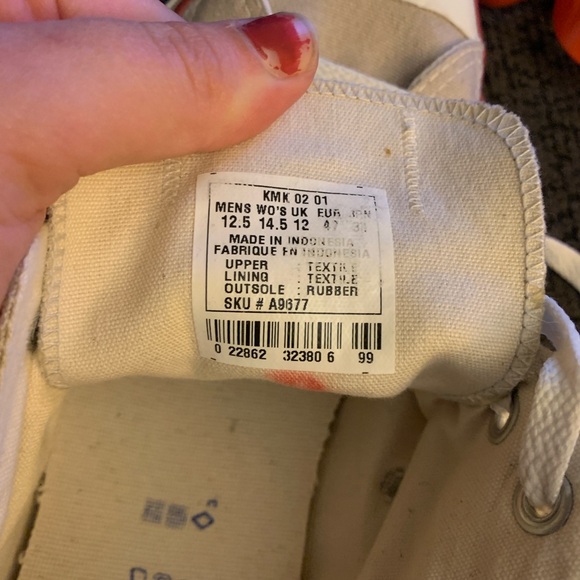 KMK 02 01
MENS WO'S UK EUR JPN
12.5 14.5 12 47 31
MADE IN INDONESIA
FABRIQUE EN INDONESIA
UPPER : TEXTILE
LINING : TEXTILE
OUTSOLE : RUBBER
SKU # A9677
0 22862 32380 6 99